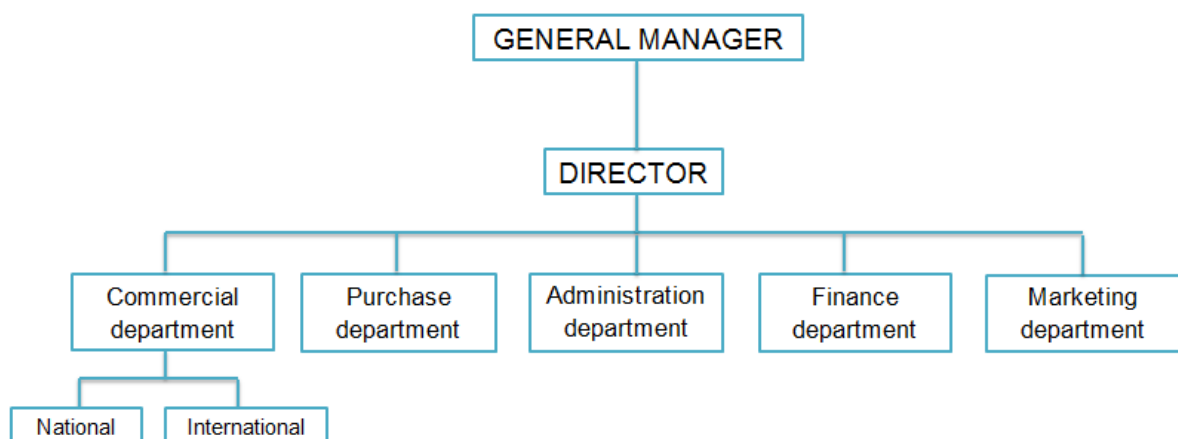 GENERAL MANAGER
DIRECTOR
Commercial
department
Purchase
department
Administration
department
Finance
department
Marketing
department
National
International